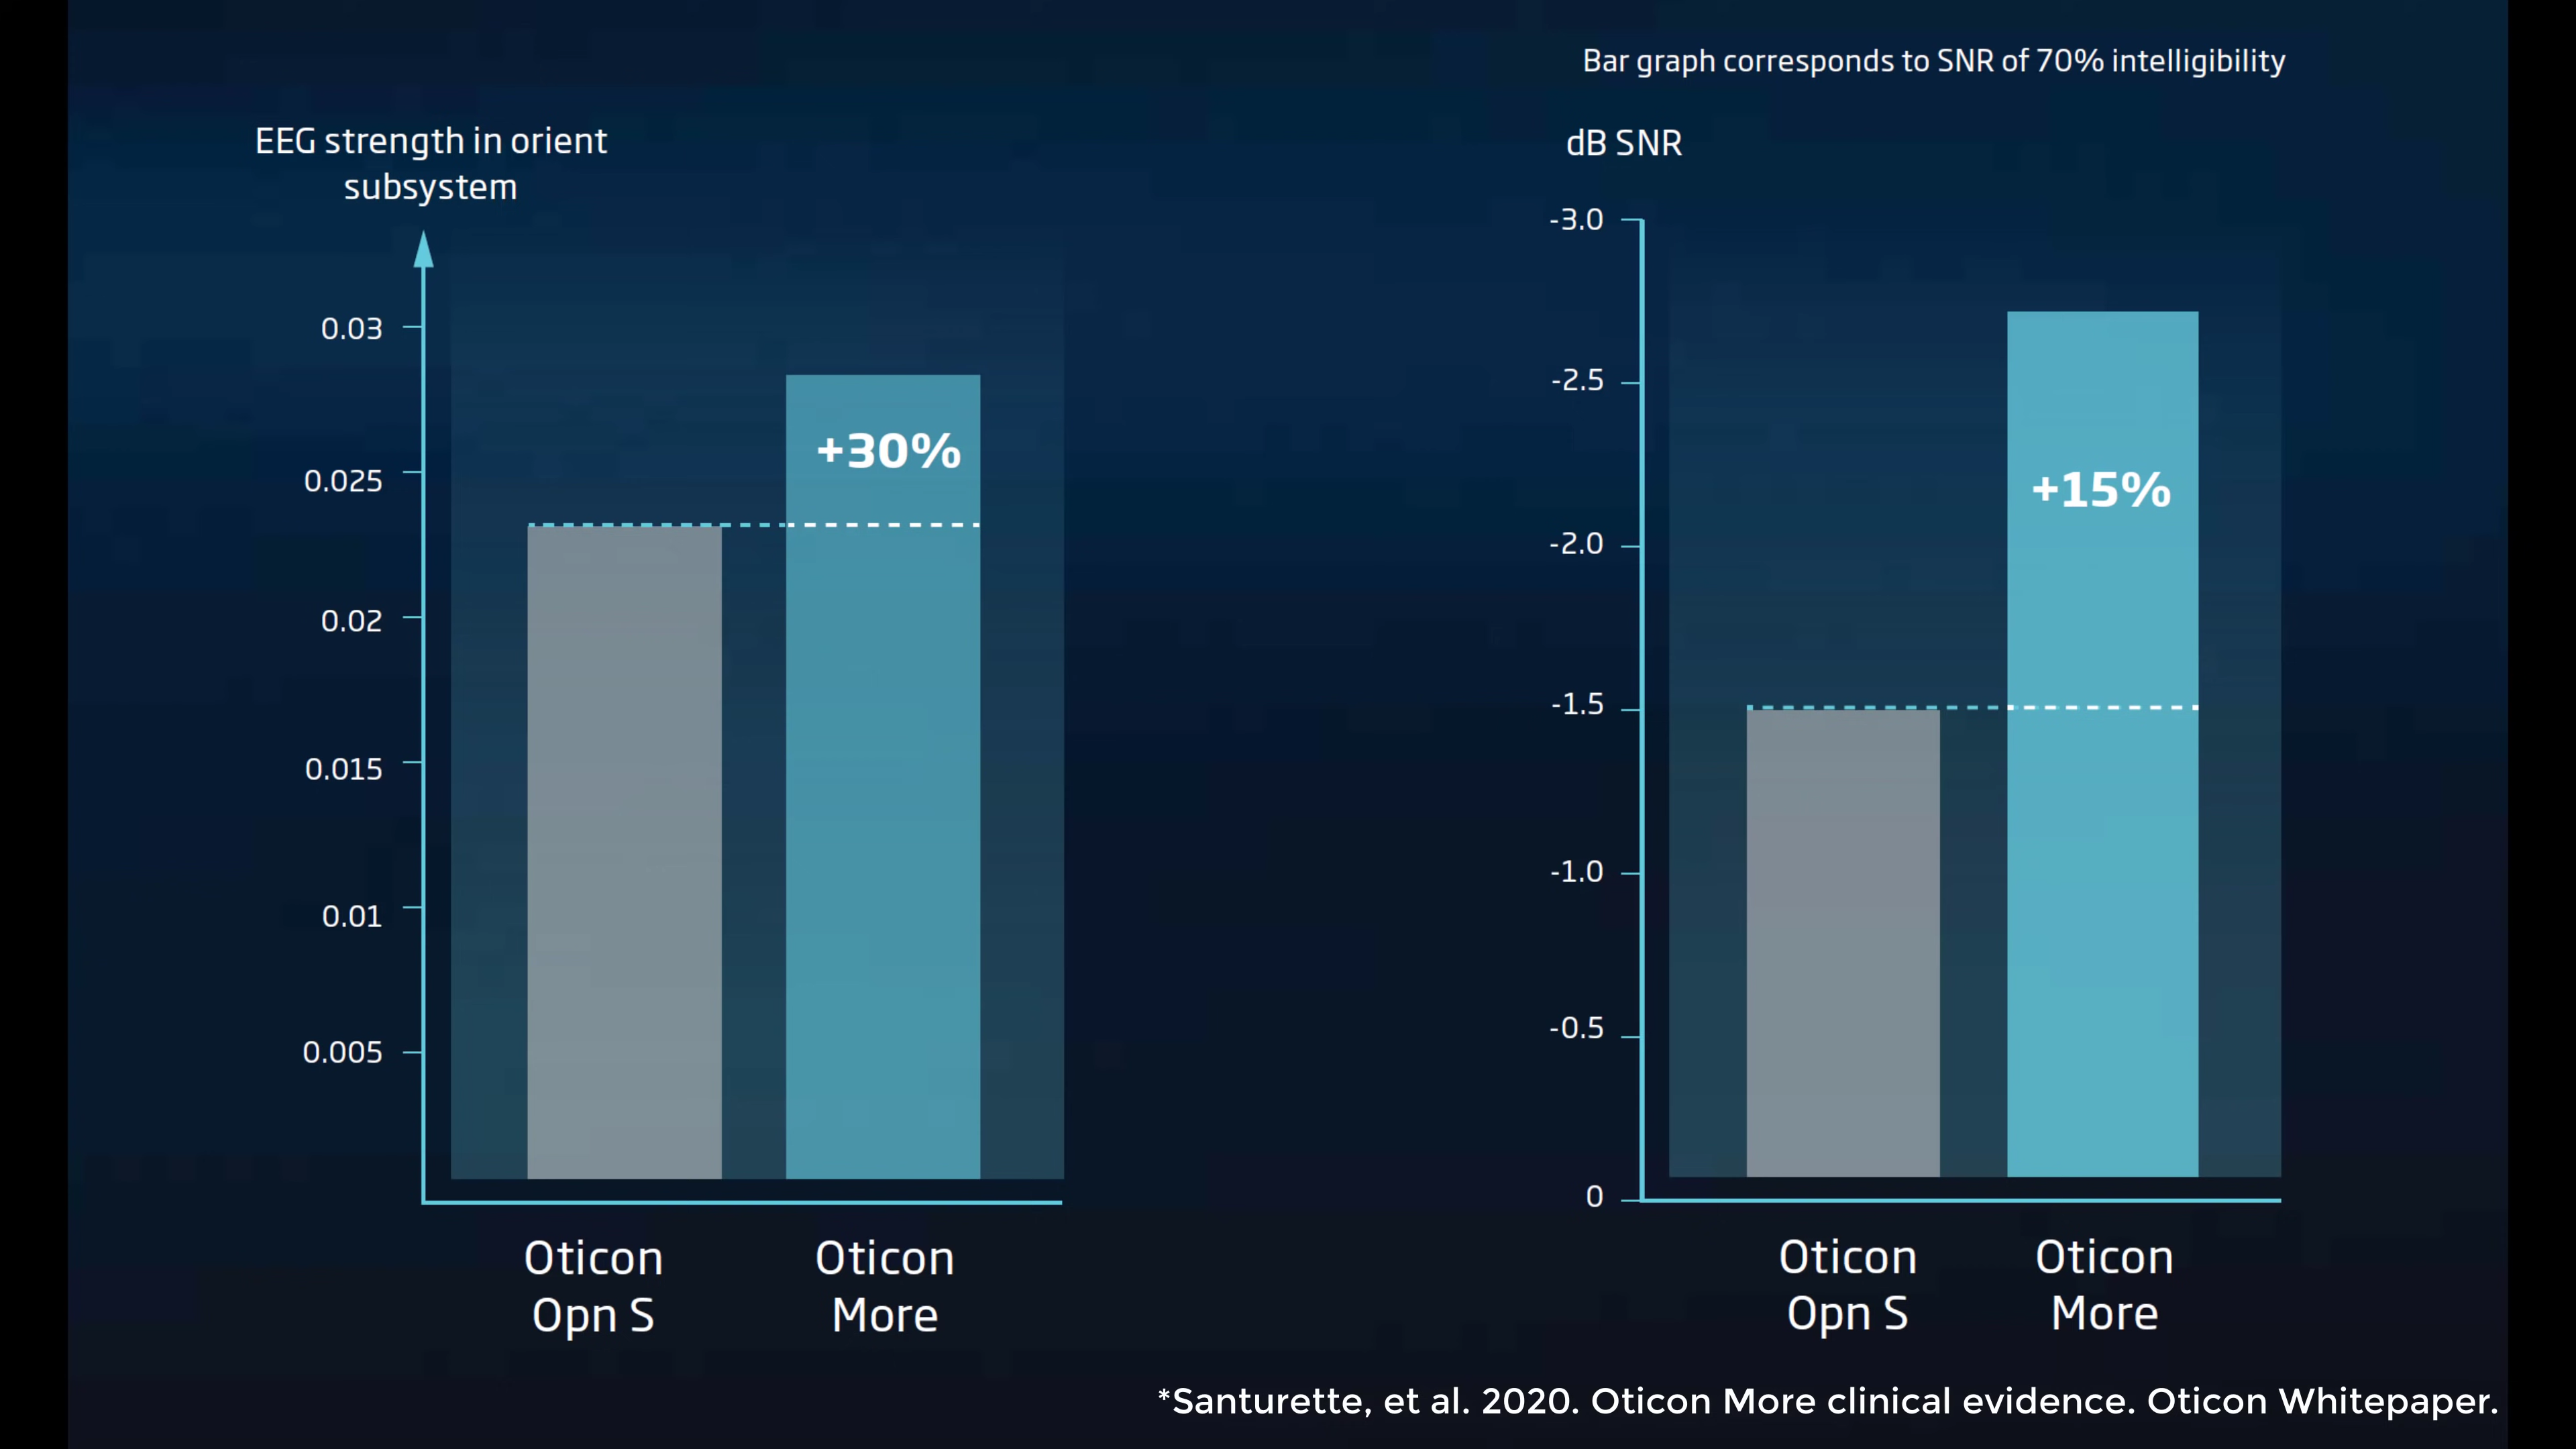 EEG strength in orient
subsystem
0.03
0.025
0.02
0.015
0.01
0.005
+30%
Oticon
Opn S
Oticon
More
Bar graph corresponds to SNR of 70% intelligibility
dB SNR
-3.0
-2.5
-2.0
-1.5
-1.0
-0.5
0
+15%
Oticon
Opn S
Oticon
More
*Santurette, et al. 2020. Oticon More clinical evidence. Oticon Whitepaper.